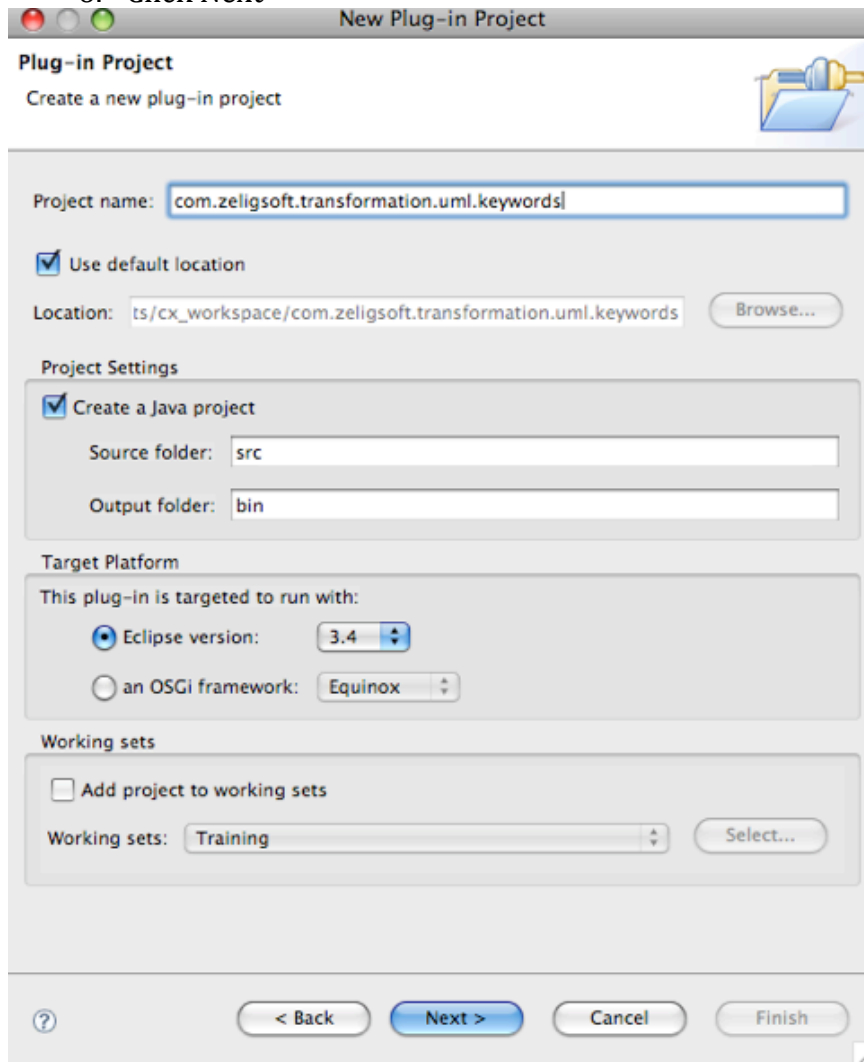 Click Next
New Plug-in Project
Plug-in Project
Create a new plug-in project
Project name: com.zeligsoft.transformation.uml.keywords
Use default location
Location: ts/cx_workspace/com.zeligsoft.transformation.uml.keywords Browse...
Project Settings
Create a Java project
Source folder: src
Output folder: bin
Target Platform
This plug-in is targeted to run with:
Eclipse version: 3.4
an OSGi framework: Equinox
Working sets
Add project to working sets
Working sets: Training Select...
? < Back Next > Cancel Finish